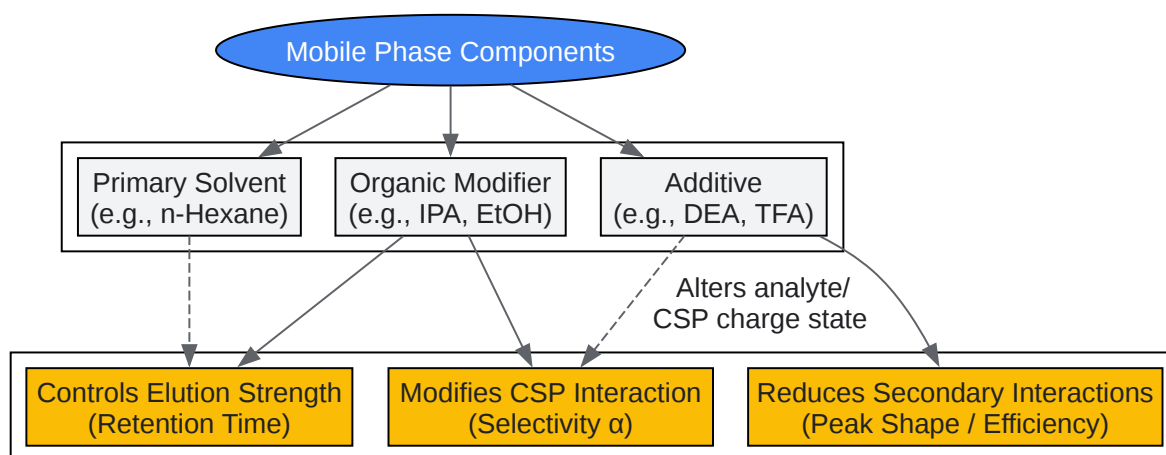 Mobile Phase Components
Primary Solvent
(e.g., n-Hexane)
Organic Modifier
(e.g., IPA, EtOH)
Additive
(e.g., DEA, TFA)
Alters analyte/
CSP charge state
Controls Elution Strength
(Retention Time)
Modifies CSP Interaction
(Selectivity α)
Reduces Secondary Interactions
(Peak Shape / Efficiency)